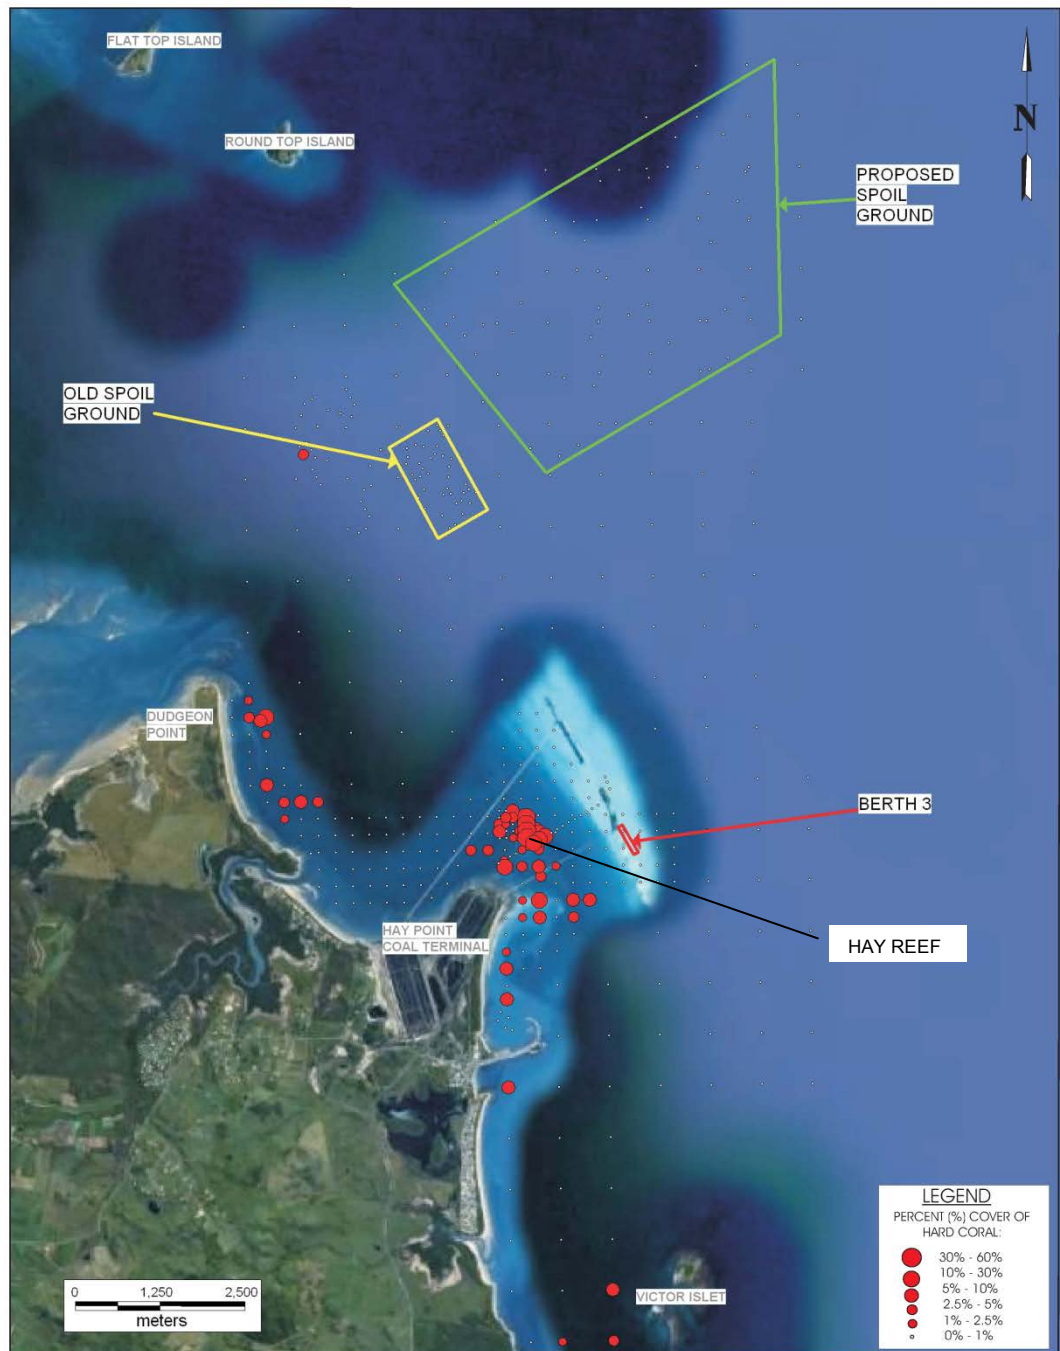 FLAT TOP ISLAND
ROUND TOP ISLAND
N
PROPOSED
SPOIL
GROUND
OLD SPOIL
GROUND
DUDGEON
POINT
BERTH 3
HAY POINT
COAL TERMINAL
HAY REEF
VICTOR ISLET
0 1,250 2,500
meters
LEGEND
PERCENT (%) COVER OF
HARD CORAL:
30% - 60%
10% - 30%
5% - 10%
2.5% - 5%
1% - 2.5%
0% - 1%